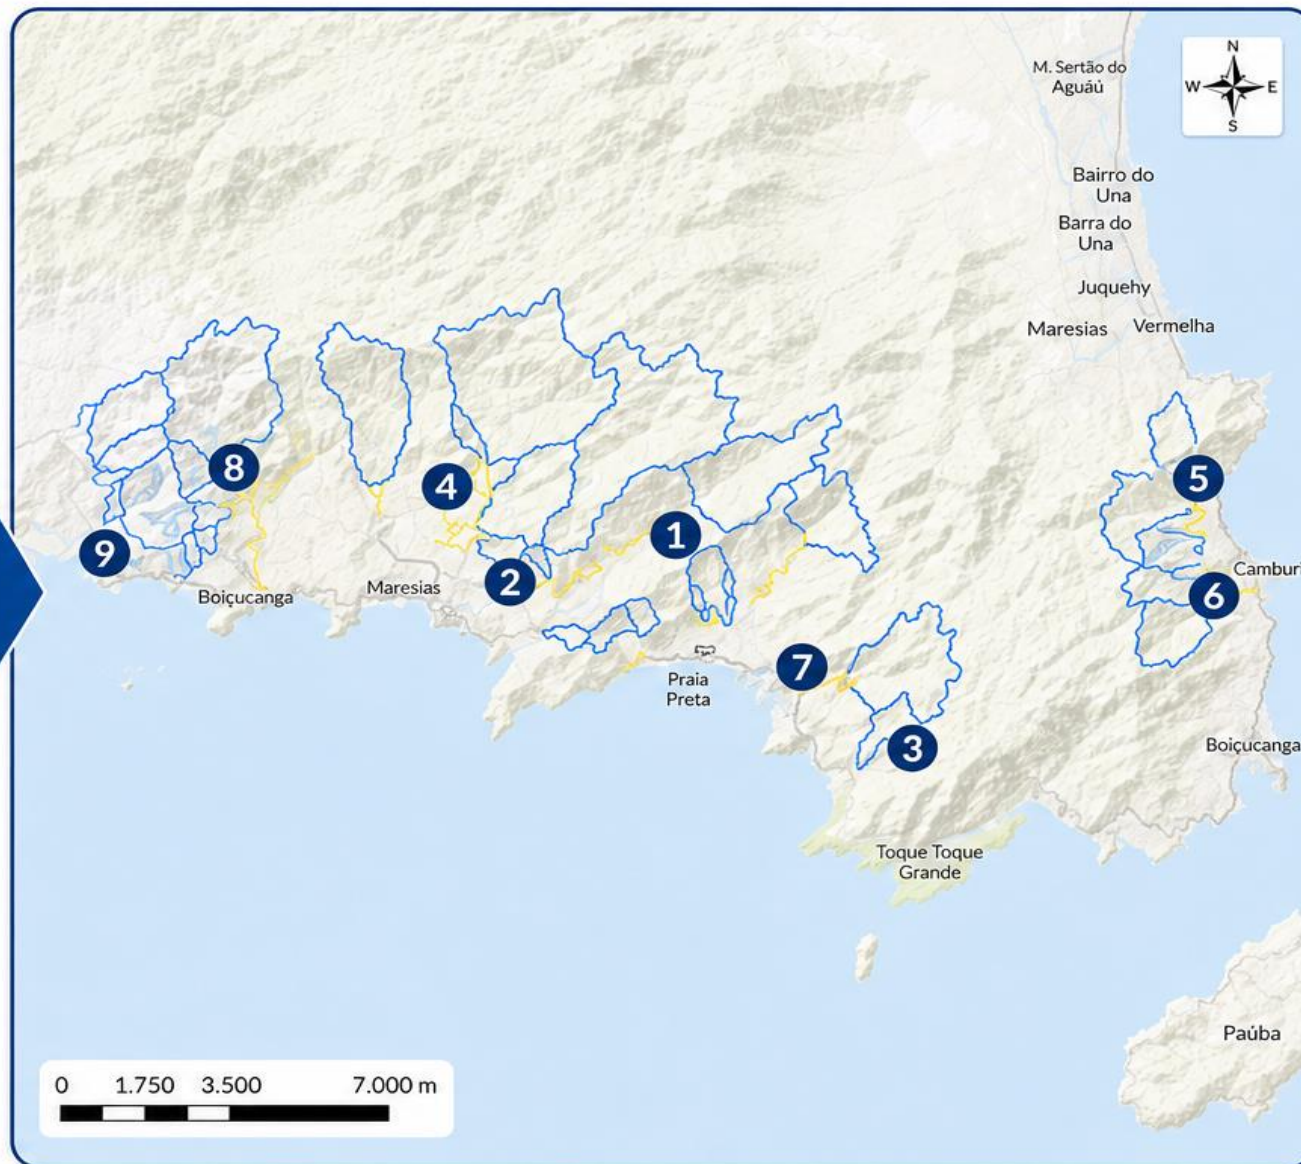 N
W E
S
M. Sertão do
Aguáù
Bairro do
Una
Barra do
Una
Juquehy
Maresias Vermelha
5
8
4
1
9
2
Camburi
6
Boiçucanga
Maresias
7
Praia
Preta
3
Boiçucanga
Toque Toque
Grande
Paúba
0 1.750 3.500 7.000 m